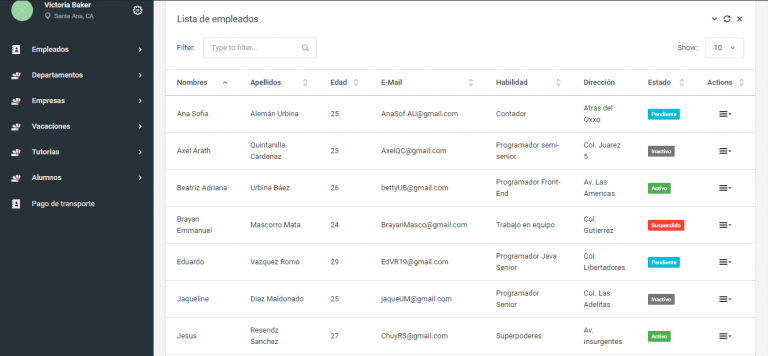 Victoria Baker
Santa Ana, CA
Empleados
Departamentos
Empresas
Vacaciones
Tutorias
Alumnos
Pago de transporte
Lista de empleados
Filter: Type to filter... Show: 10
Nombres Apellidos Edad E-Mail Habilidad Dirección Estado Actions
Ana Sofia Alemán Urbina 25 AnaSof.AU@gmail.com Contador Atras del Oxxo Pendiente
Axel Arath Quintanilla Cardenaz 23 AxelQC@gmail.com Programador semi-senior Col. Juarez 5 Inactivo
Beatriz Adriana Urbina Báez 26 bettyUB@gmail.com Programador Front-End Av. Las Americas Activo
Brayan Emmanuel Mascorro Mata 24 BrayanMasco@gmail.com Trabajo en equipo Col. Gutierrez Suspendido
Eduardo Vazquez Romo 29 EdVR19@gmail.com Programador Java Senior Col. Libertadores Pendiente
Jaqueline Diaz Maldonado 25 jaqueUM@gmail.com Programador Senior Col. Las Adelitas Inactivo
Jesus Resendz Sanchez 27 ChuyRS@gmail.com Superpoderes Av. insurgentes Activo